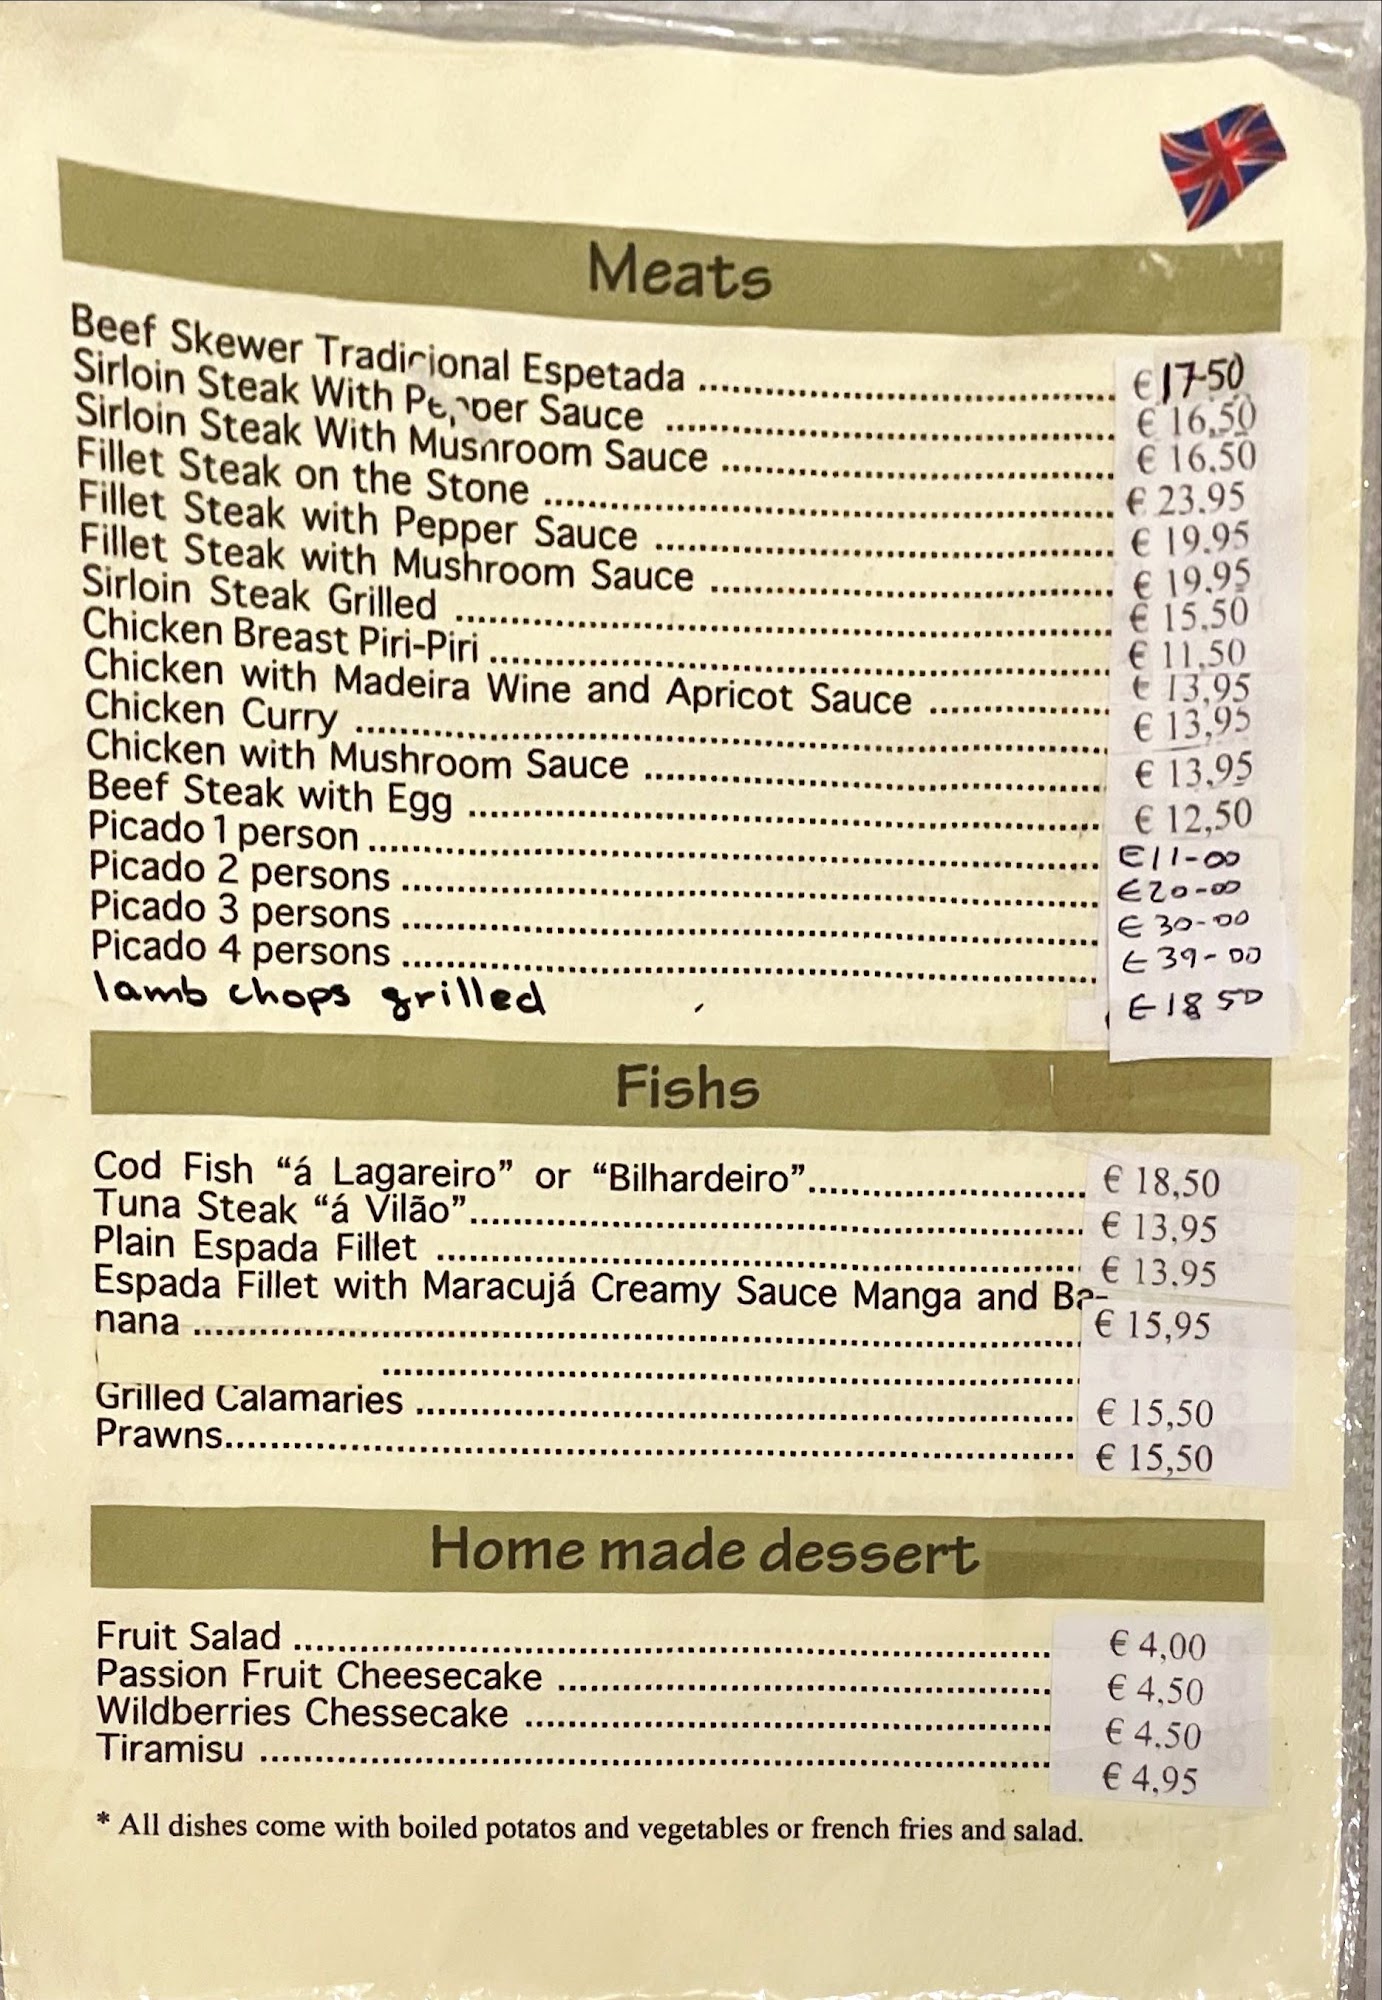 Meats
Beef Skewer Tradicional Espetada ........ € 17-50
Sirloin Steak With Pepper Sauce ........ € 16,50
Sirloin Steak With Mushroom Sauce ........ € 16.50
Fillet Steak on the Stone ........ € 23.95
Fillet Steak with Pepper Sauce ........ € 19.95
Fillet Steak with Mushroom Sauce ........ € 19.95
Sirloin Steak Grilled ........ € 15.50
Chicken Breast Piri-Piri ........ € 11,50
Chicken with Madeira Wine and Apricot Sauce ........ € 13,95
Chicken Curry ........ € 13,95
Chicken with Mushroom Sauce ........ € 13,95
Beef Steak with Egg ........ € 12,50
Picado 1 person ........ €11-00
Picado 2 persons ........ €20-00
Picado 3 persons ........ € 30-00
Picado 4 persons ........ € 39-00
lamb chops grilled € 18 50
Fishs
Cod Fish “á Lagareiro” or “Bilhardeiro”........ € 18,50
Tuna Steak “á Vilão”........ € 13,95
Plain Espada Fillet ........ € 13.95
Espada Fillet with Maracujá Creamy Sauce Manga and Ba-
nana ........ € 15,95
Grilled Calamaries ........ € 15,50
Prawns........ € 15,50
Home made dessert
Fruit Salad ........ € 4,00
Passion Fruit Cheesecake ........ € 4,50
Wildberries Chessecake ........ € 4.50
Tiramisu ........ € 4,95
* All dishes come with boiled potatos and vegetables or french fries and salad.